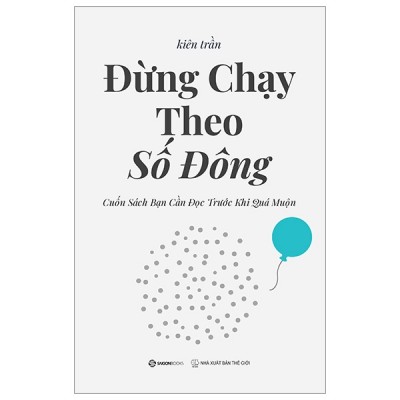 kiên trần
Đừng Chạy
Theo
Số Đông
Cuốn Sách Bạn Cần Đọc Trước Khi Quá Muộn
SAIGONBOOKS
NHÀ XUẤT BẢN THẾ GIỚI